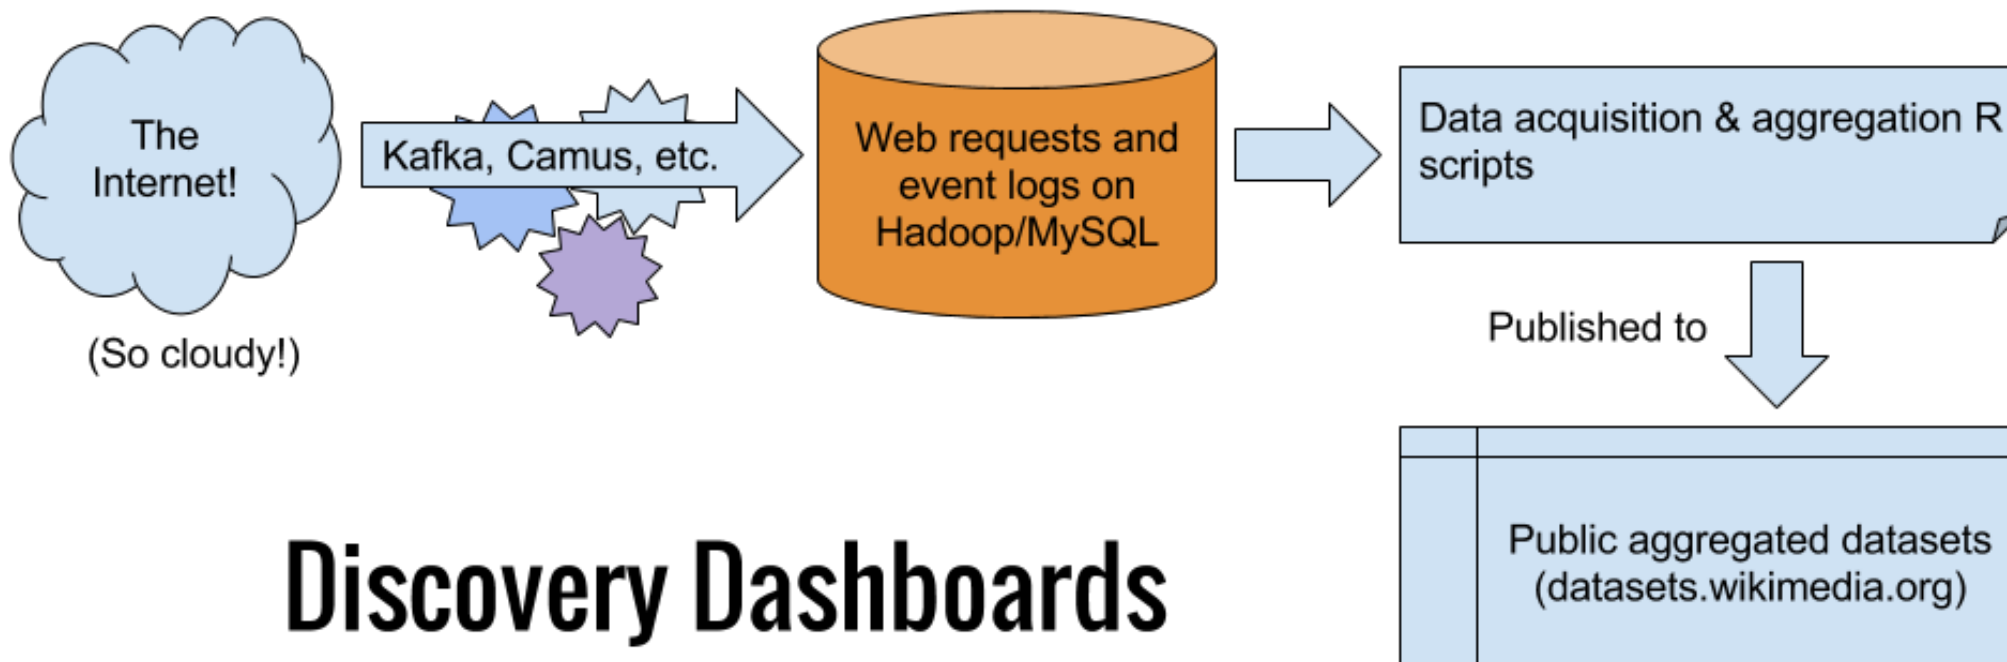 The
Internet!
(So cloudy!)
Kafka, Camus, etc.
Web requests and
event logs on
Hadoop/MySQL
Data acquisition & aggregation R
scripts
Published to
Public aggregated datasets
(datasets.wikimedia.org)
Discovery Dashboards